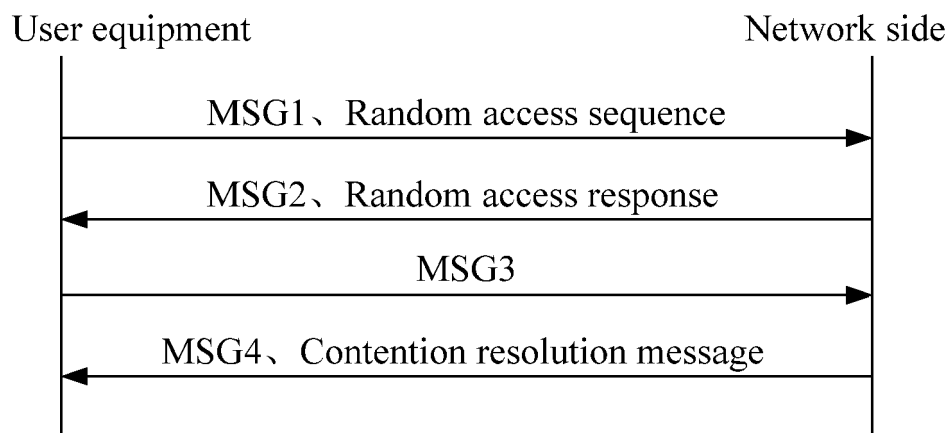 User equipment
Network side
MSG1、Random access sequence
MSG2、Random access response
MSG3
MSG4、Contention resolution message